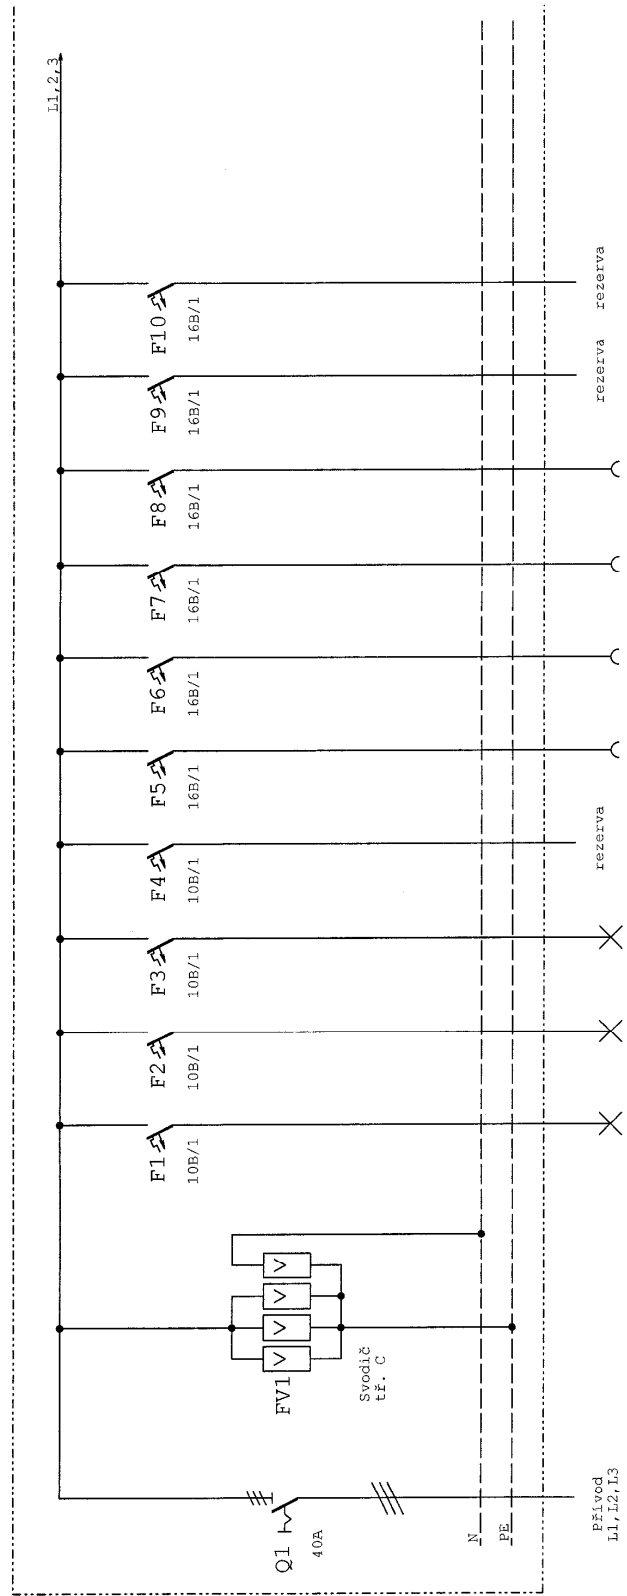 L1,2,3
Q1
40A
FV1
Svodič
tř. C
F1
10B/1
F2
10B/1
F3
10B/1
F4
10B/1
F5
16B/1
F6
16B/1
F7
16B/1
F8
16B/1
F9
16B/1
F10
16B/1
N
PE
Přívod
L1,L2,L3
rezerva
rezerva
rezerva